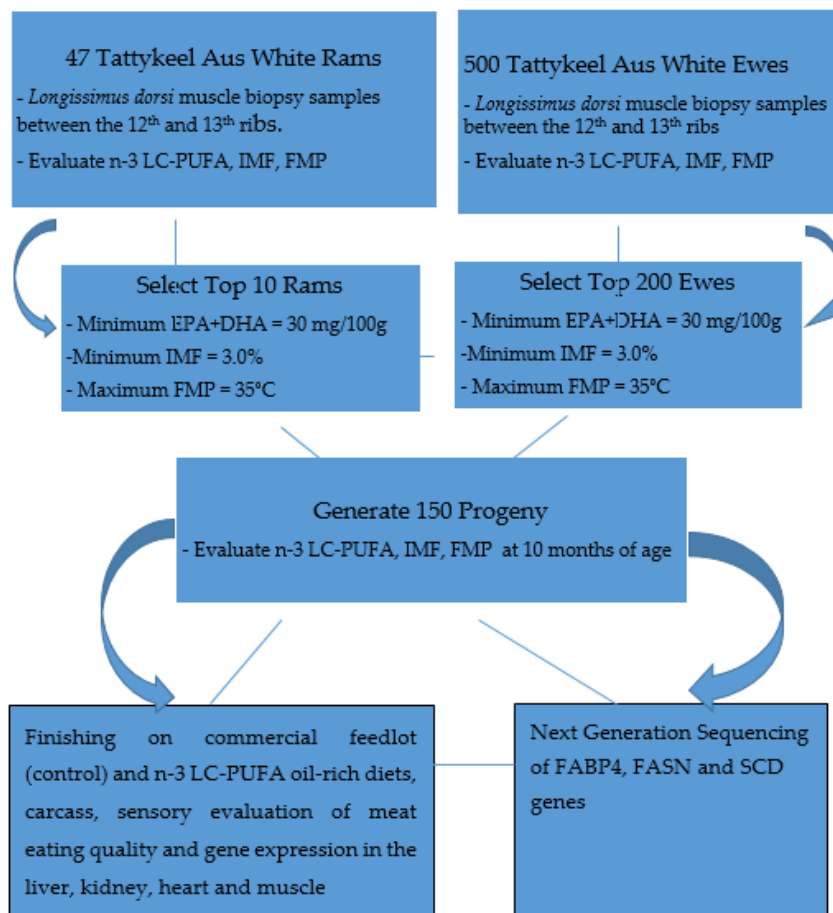 47 Tattykeel Aus White Rams
- Longissimus dorsi muscle biopsy samples
between the 12th and 13th ribs.
- Evaluate n-3 LC-PUFA, IMF, FMP
500 Tattykeel Aus White Ewes
- Longissimus dorsi muscle biopsy samples
between the 12th and 13th ribs
- Evaluate n-3 LC-PUFA, IMF, FMP
Select Top 10 Rams
- Minimum EPA+DHA = 30 mg/100g
-Minimum IMF = 3.0%
- Maximum FMP = 35°C
Select Top 200 Ewes
- Minimum EPA+DHA = 30 mg/100g
- Minimum IMF = 3.0%
- Maximum FMP = 35°C
Generate 150 Progeny
- Evaluate n-3 LC-PUFA, IMF, FMP at 10 months of age
Finishing on commercial feedlot
(control) and n-3 LC-PUFA oil-rich diets,
carcass, sensory evaluation of meat
eating quality and gene expression in the
liver, kidney, heart and muscle
Next Generation Sequencing
of FABP4, FASN and SCD
genes